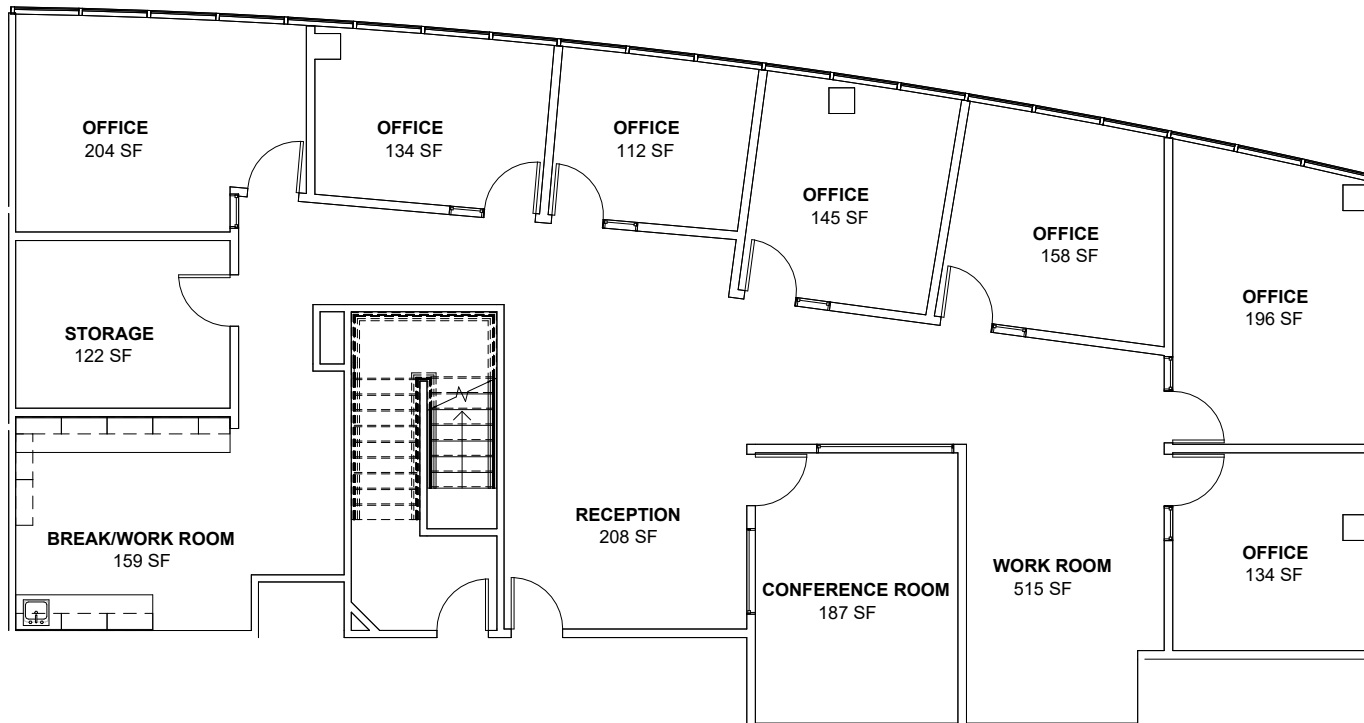 OFFICE
204 SF
OFFICE
134 SF
OFFICE
112 SF
OFFICE
145 SF
OFFICE
158 SF
OFFICE
196 SF
STORAGE
122 SF
BREAK/WORK ROOM
159 SF
RECEPTION
208 SF
CONFERENCE ROOM
187 SF
WORK ROOM
515 SF
OFFICE
134 SF